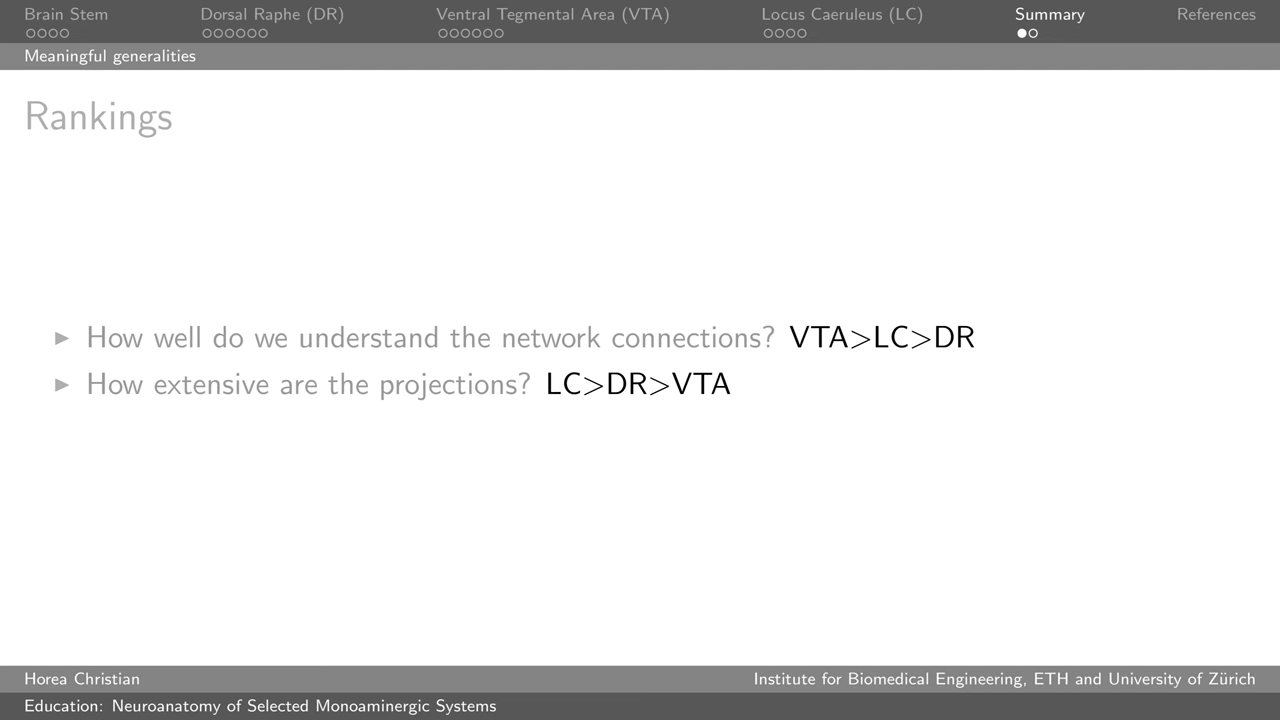 Brain Stem Dorsal Raphe (DR) Ventral Tegmental Area (VTA) Locus Caeruleus (LC) Summary References
Meaningful generalities
Rankings
How well do we understand the network connections? VTA>LC>DR
How extensive are the projections? LC>DR>VTA
Horea Christian Institute for Biomedical Engineering, ETH and University of Zürich
Education: Neuroanatomy of Selected Monoaminergic Systems